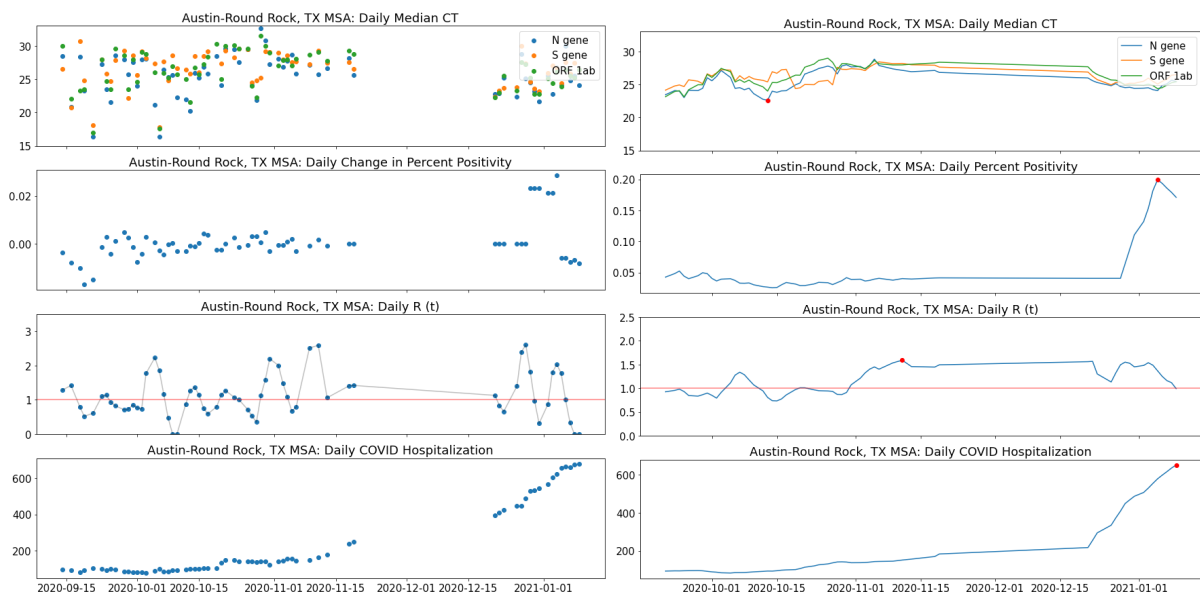 Austin-Round Rock, TX MSA: Daily Median CT
30
25
20
15
N gene
S gene
ORF 1ab
Austin-Round Rock, TX MSA: Daily Change in Percent Positivity
0.02
0.00
Austin-Round Rock, TX MSA: Daily R (t)
3
2
1
0
Austin-Round Rock, TX MSA: Daily COVID Hospitalization
600
400
200
2020-09-15 2020-10-01 2020-10-15 2020-11-01 2020-11-15 2020-12-01 2020-12-15 2021-01-01
Austin-Round Rock, TX MSA: Daily Median CT
30
25
20
15
N gene
S gene
ORF 1ab
Austin-Round Rock, TX MSA: Daily Percent Positivity
0.20
0.15
0.10
0.05
Austin-Round Rock, TX MSA: Daily R (t)
2.5
2.0
1.5
1.0
0.5
0.0
Austin-Round Rock, TX MSA: Daily COVID Hospitalization
600
400
200
2020-10-01 2020-10-15 2020-11-01 2020-11-15 2020-12-01 2020-12-15 2021-01-01